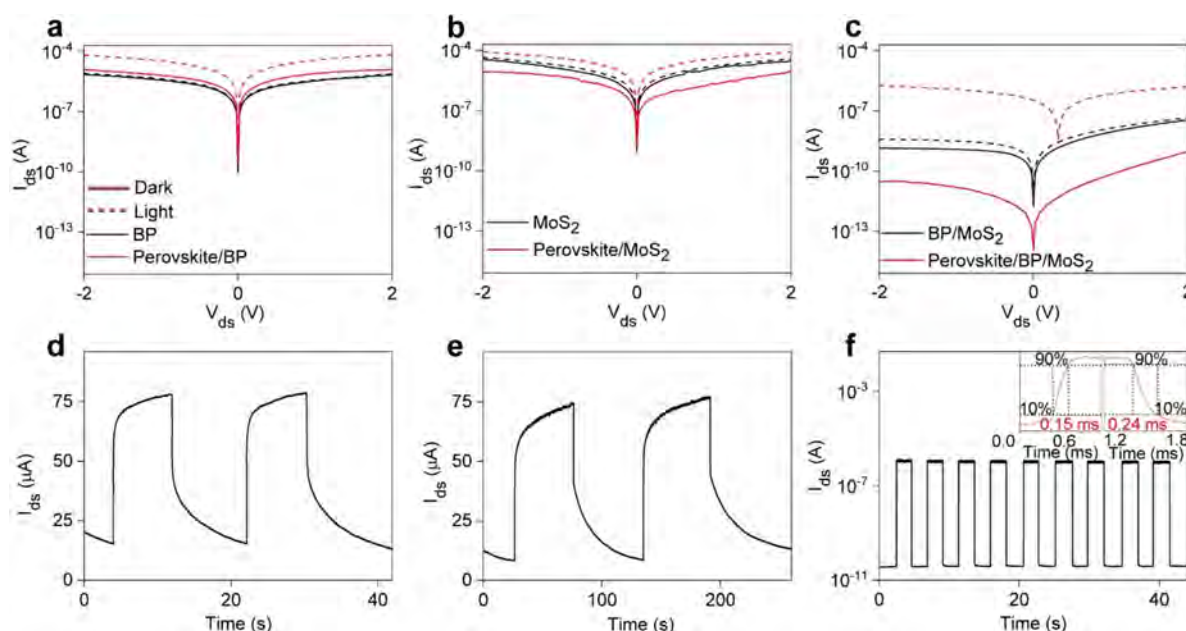 a
10⁻⁴
10⁻⁷
10⁻¹⁰
10⁻¹³
I_ds (A)
Dark
Light
BP
Perovskite/BP
-2
0
2
V_ds (V)
b
10⁻⁴
10⁻⁷
10⁻¹⁰
10⁻¹³
I_ds (A)
MoS₂
Perovskite/MoS₂
-2
0
2
V_ds (V)
c
10⁻⁴
10⁻⁷
10⁻¹⁰
10⁻¹³
I_ds (A)
BP/MoS₂
Perovskite/BP/MoS₂
-2
0
2
V_ds (V)
d
75
50
25
0
I_ds (μA)
0
20
40
Time (s)
e
75
50
25
0
I_ds (μA)
0
100
200
Time (s)
f
10⁻³
10⁻⁷
10⁻¹¹
I_ds (A)
90%
90%
10%
10%
0.15 ms
0.24 ms
0.0
0.6
1.2
1.8
Time (ms)
Time (ms)
0
20
40
Time (s)